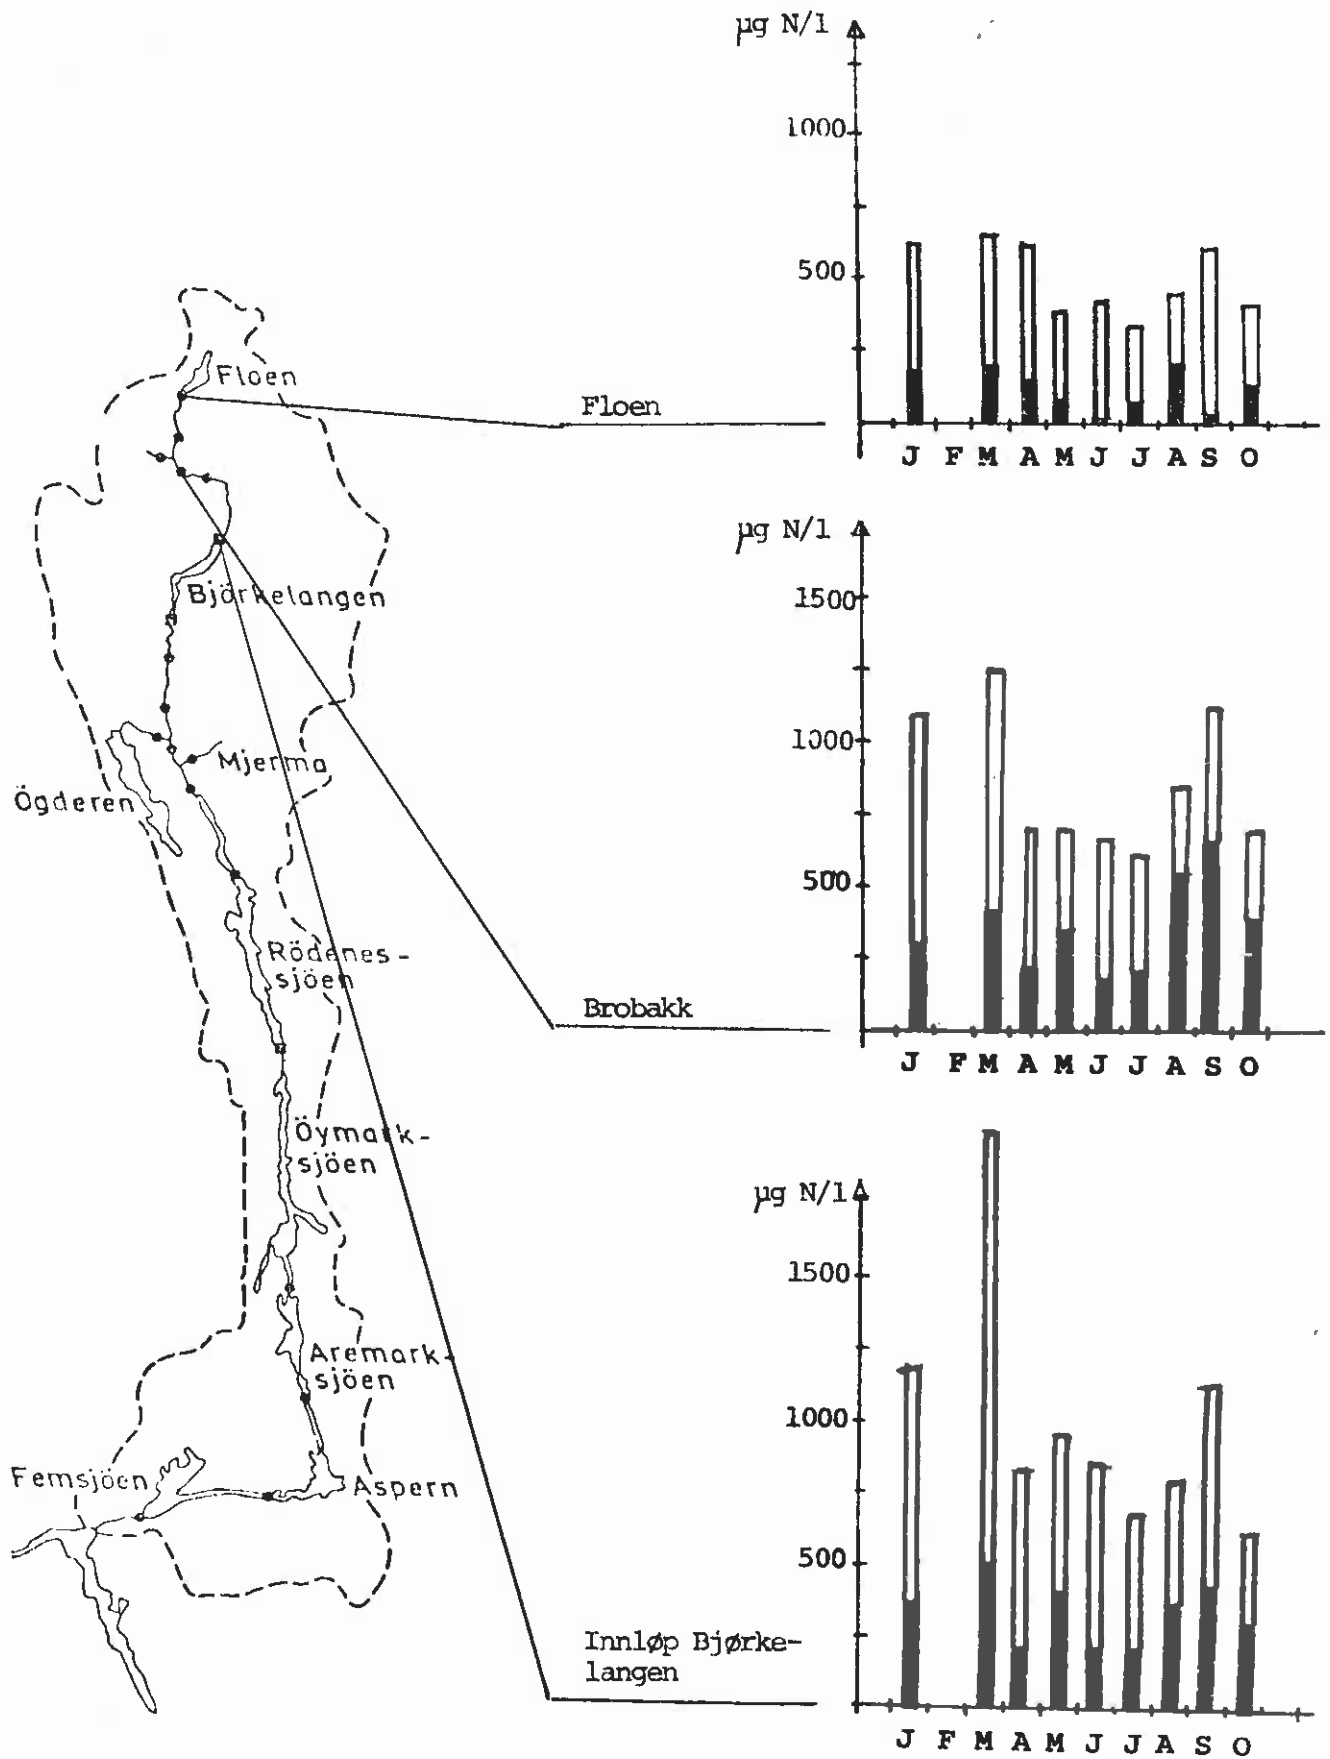 µg N/l
1000
500
J F M A M J J A S O
Floen
Floen
Björkelangen
Mjerma
Ögderen
Rödenes-
sjöen
Öymark-
sjöen
Aremark-
sjöen
Femsjöen
Aspern
µg N/l
1500
1000
500
J F M A M J J A S O
Brobakk
µg N/l
1500
1000
500
J F M A M J J A S O
Innløp Bjørke-
langen